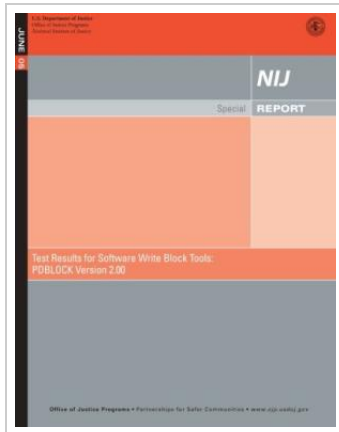 U.S. Department of Justice
Office of Justice Programs
National Institute of Justice
JUNE 05
NIJ
Special REPORT
Test Results for Software Write Block Tools:
PDBLOCK Version 2.00
Office of Justice Programs • Partnerships for Safer Communities • www.ojp.usdoj.gov